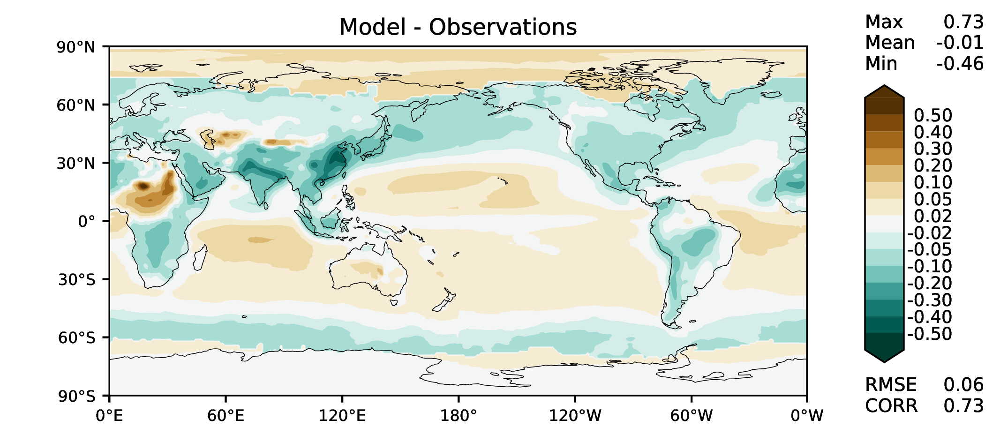 Model - Observations
Max 0.73
Mean -0.01
Min -0.46
90°N
60°N
30°N
0°
30°S
60°S
90°S
0°E 60°E 120°E 180° 120°W 60°W 0°W
0.50
0.40
0.30
0.20
0.10
0.05
0.02
-0.02
-0.05
-0.10
-0.20
-0.30
-0.40
-0.50
RMSE 0.06
CORR 0.73